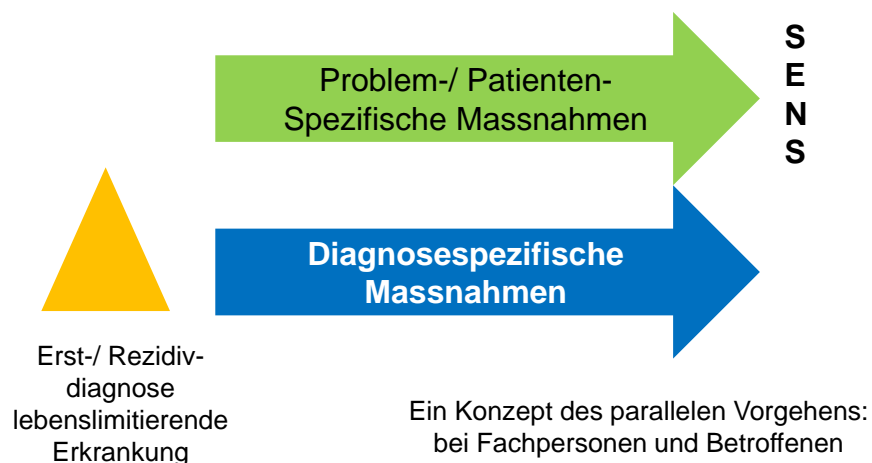 Problem-/ Patienten-
Spezifische Massnahmen
S
E
N
S
Diagnosespezifische
Massnahmen
Erst-/ Rezidiv-
diagnose
lebenslimitierende
Erkrankung
Ein Konzept des parallelen Vorgehens:
bei Fachpersonen und Betroffenen